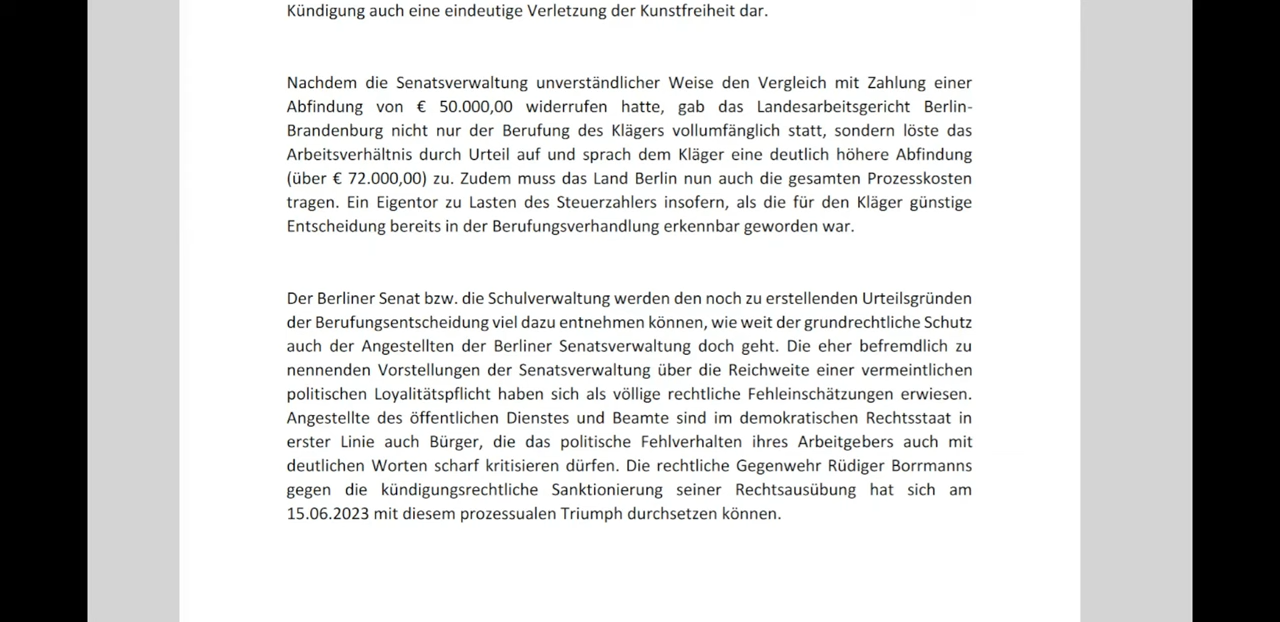 Kündigung auch eine eindeutige Verletzung der Kunstfreiheit dar.
Nachdem die Senatsverwaltung unverständlicher Weise den Vergleich mit Zahlung einer
Abfindung von € 50.000,00 widerrufen hatte, gab das Landesarbeitsgericht Berlin-
Brandenburg nicht nur der Berufung des Klägers vollumfänglich statt, sondern löste das
Arbeitsverhältnis durch Urteil auf und sprach dem Kläger eine deutlich höhere Abfindung
(über € 72.000,00) zu. Zudem muss das Land Berlin nun auch die gesamten Prozesskosten
tragen. Ein Eigentor zu Lasten des Steuerzahlers insofern, als die für den Kläger günstige
Entscheidung bereits in der Berufungsverhandlung erkennbar geworden war.
Der Berliner Senat bzw. die Schulverwaltung werden den noch zu erstellenden Urteilsgründen
der Berufungsentscheidung viel dazu entnehmen können, wie weit der grundrechtliche Schutz
auch der Angestellten der Berliner Senatsverwaltung doch geht. Die eher befremdlich zu
nennenden Vorstellungen der Senatsverwaltung über die Reichweite einer vermeintlichen
politischen Loyalitätspflicht haben sich als völlige rechtliche Fehleinschätzungen erwiesen.
Angestellte des öffentlichen Dienstes und Beamte sind im demokratischen Rechtsstaat in
erster Linie auch Bürger, die das politische Fehlverhalten ihres Arbeitgebers auch mit
deutlichen Worten scharf kritisieren dürfen. Die rechtliche Gegenwehr Rüdiger Borrmanns
gegen die kündigungsrechtliche Sanktionierung seiner Rechtsausübung hat sich am
15.06.2023 mit diesem prozessualen Triumph durchsetzen können.